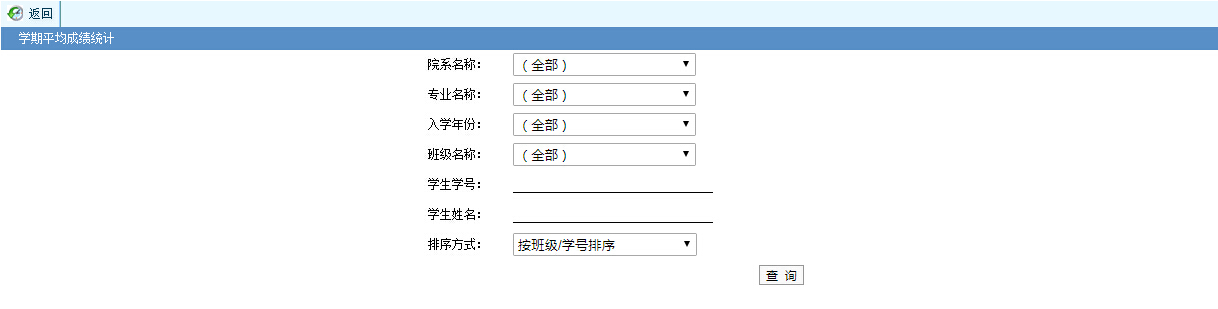 返回
学期平均成绩统计
院系名称： （全部）
专业名称： （全部）
入学年份： （全部）
班级名称： （全部）
学生学号：
学生姓名：
排序方式： 按班级/学号排序
查 询